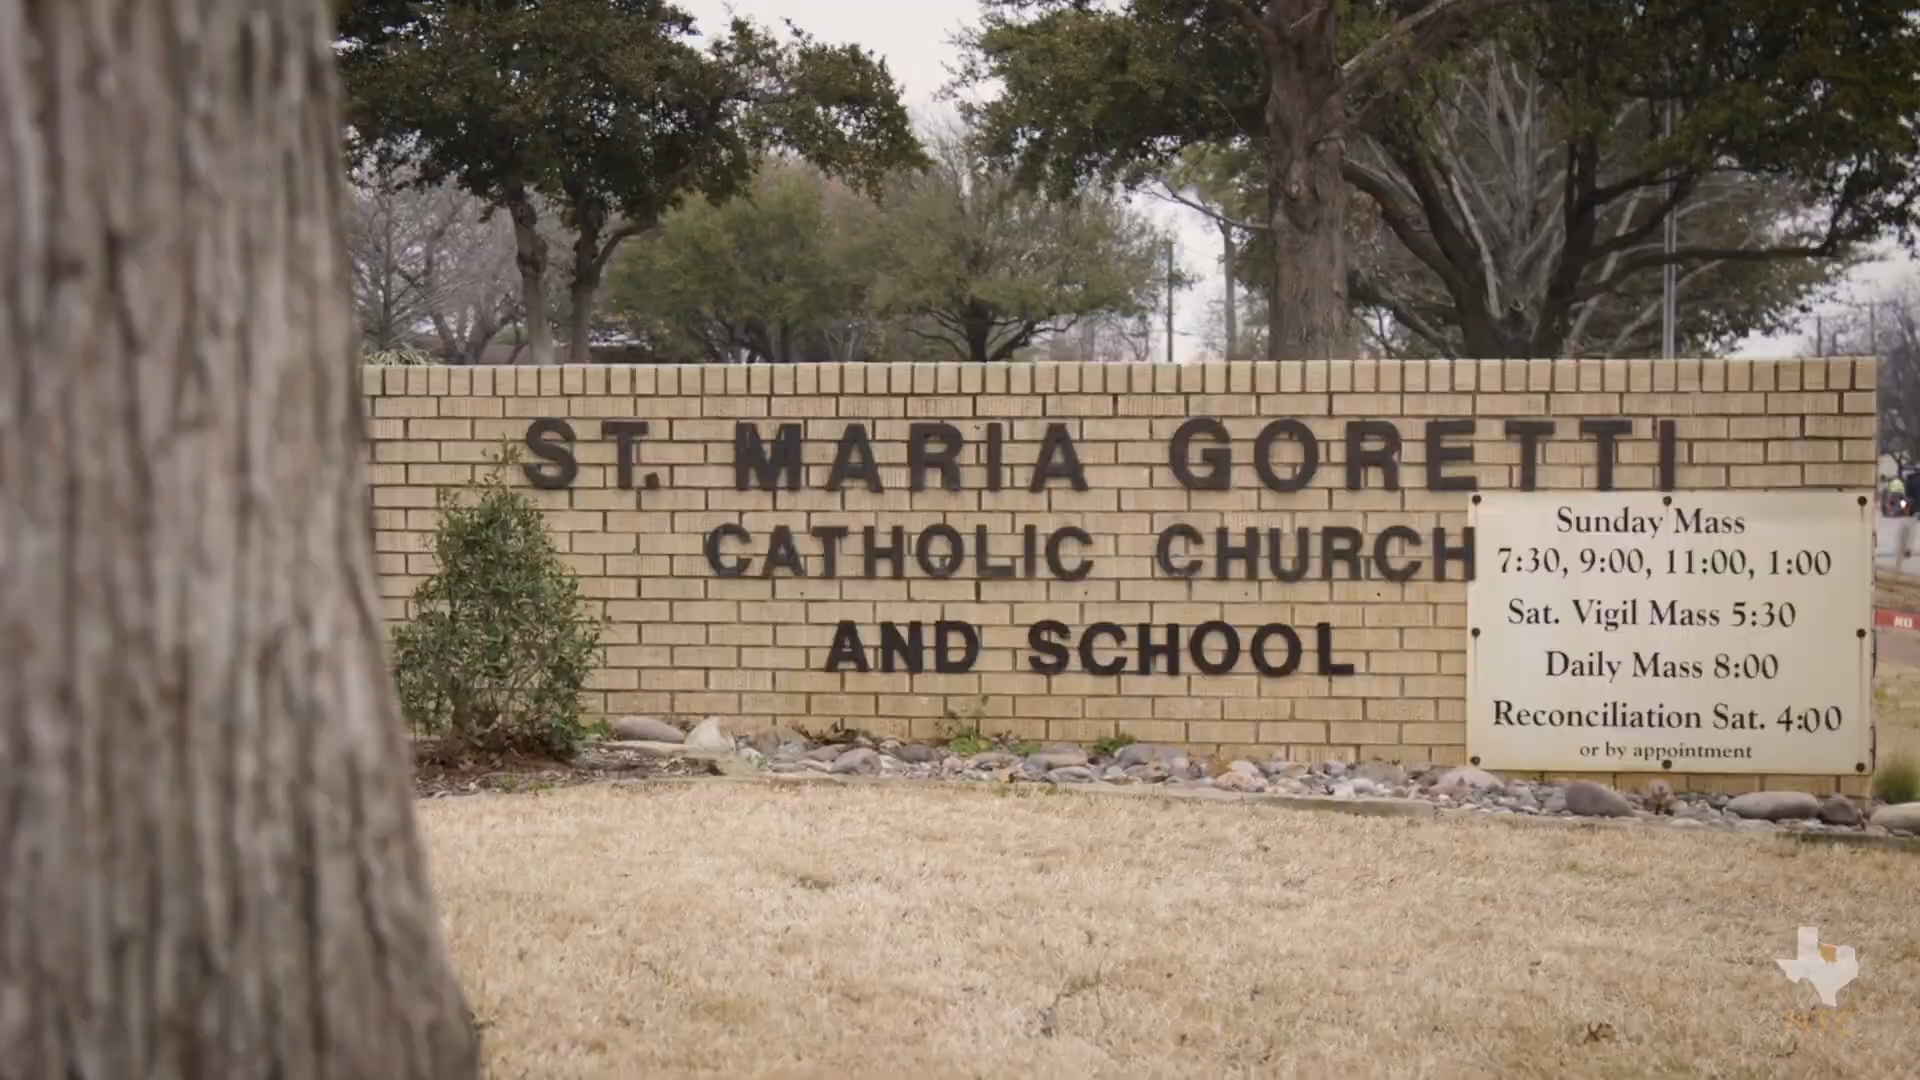 ST. MARIA GORETTI
CATHOLIC CHURCH
AND SCHOOL
Sunday Mass
7:30, 9:00, 11:00, 1:00
Sat. Vigil Mass 5:30
Daily Mass 8:00
Reconciliation Sat. 4:00
or by appointment
NO